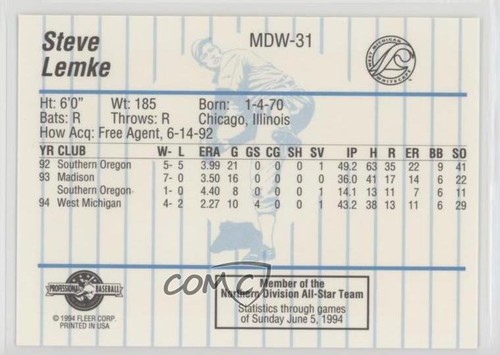 Steve
Lemke
MDW-31
Ht: 6'0" Wt: 185 Born: 1-4-70
Bats: R Throws: R Chicago, Illinois
How Acq: Free Agent, 6-14-92
YR CLUB W- L ERA G GS CG SH SV IP H R ER BB SO
92 Southern Oregon 5- 5 3.99 21 0 0 0 1 49.2 63 35 22 9 41
93 Madison 7- 0 3.50 16 0 0 0 0 36.0 41 17 14 6 22
Southern Oregon 0- 1 4.40 8 0 0 0 1 14.1 13 11 7 6 11
94 West Michigan 4- 2 2.27 10 4 0 0 0 43.2 38 13 11 6 29
COMC
PROFESSIONAL BASEBALL
© 1994 FLEER CORP.
PRINTED IN USA
Member of the
Northern Division All-Star Team
Statistics through games
of Sunday June 5, 1994